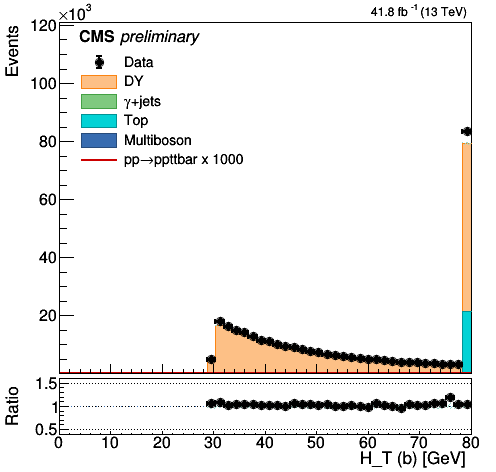 ×10³
41.8 fb⁻¹ (13 TeV)
Events
120
100
80
60
40
20
CMS preliminary
Data
DY
γ+jets
Top
Multiboson
pp→ppttbar x 1000
Ratio
1.5
1
0.5
0 10 20 30 40 50 60 70 80
H_T (b) [GeV]